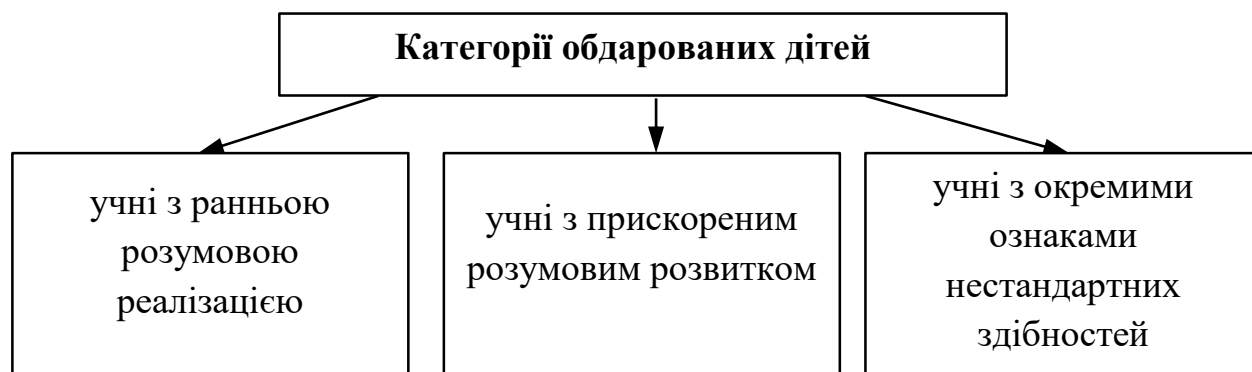 Категорії обдарованих дітей
учні з ранньою
розумовою
реалізацією
учні з прискореним
розумовим розвитком
учні з окремими
ознаками
нестандартних
здібностей